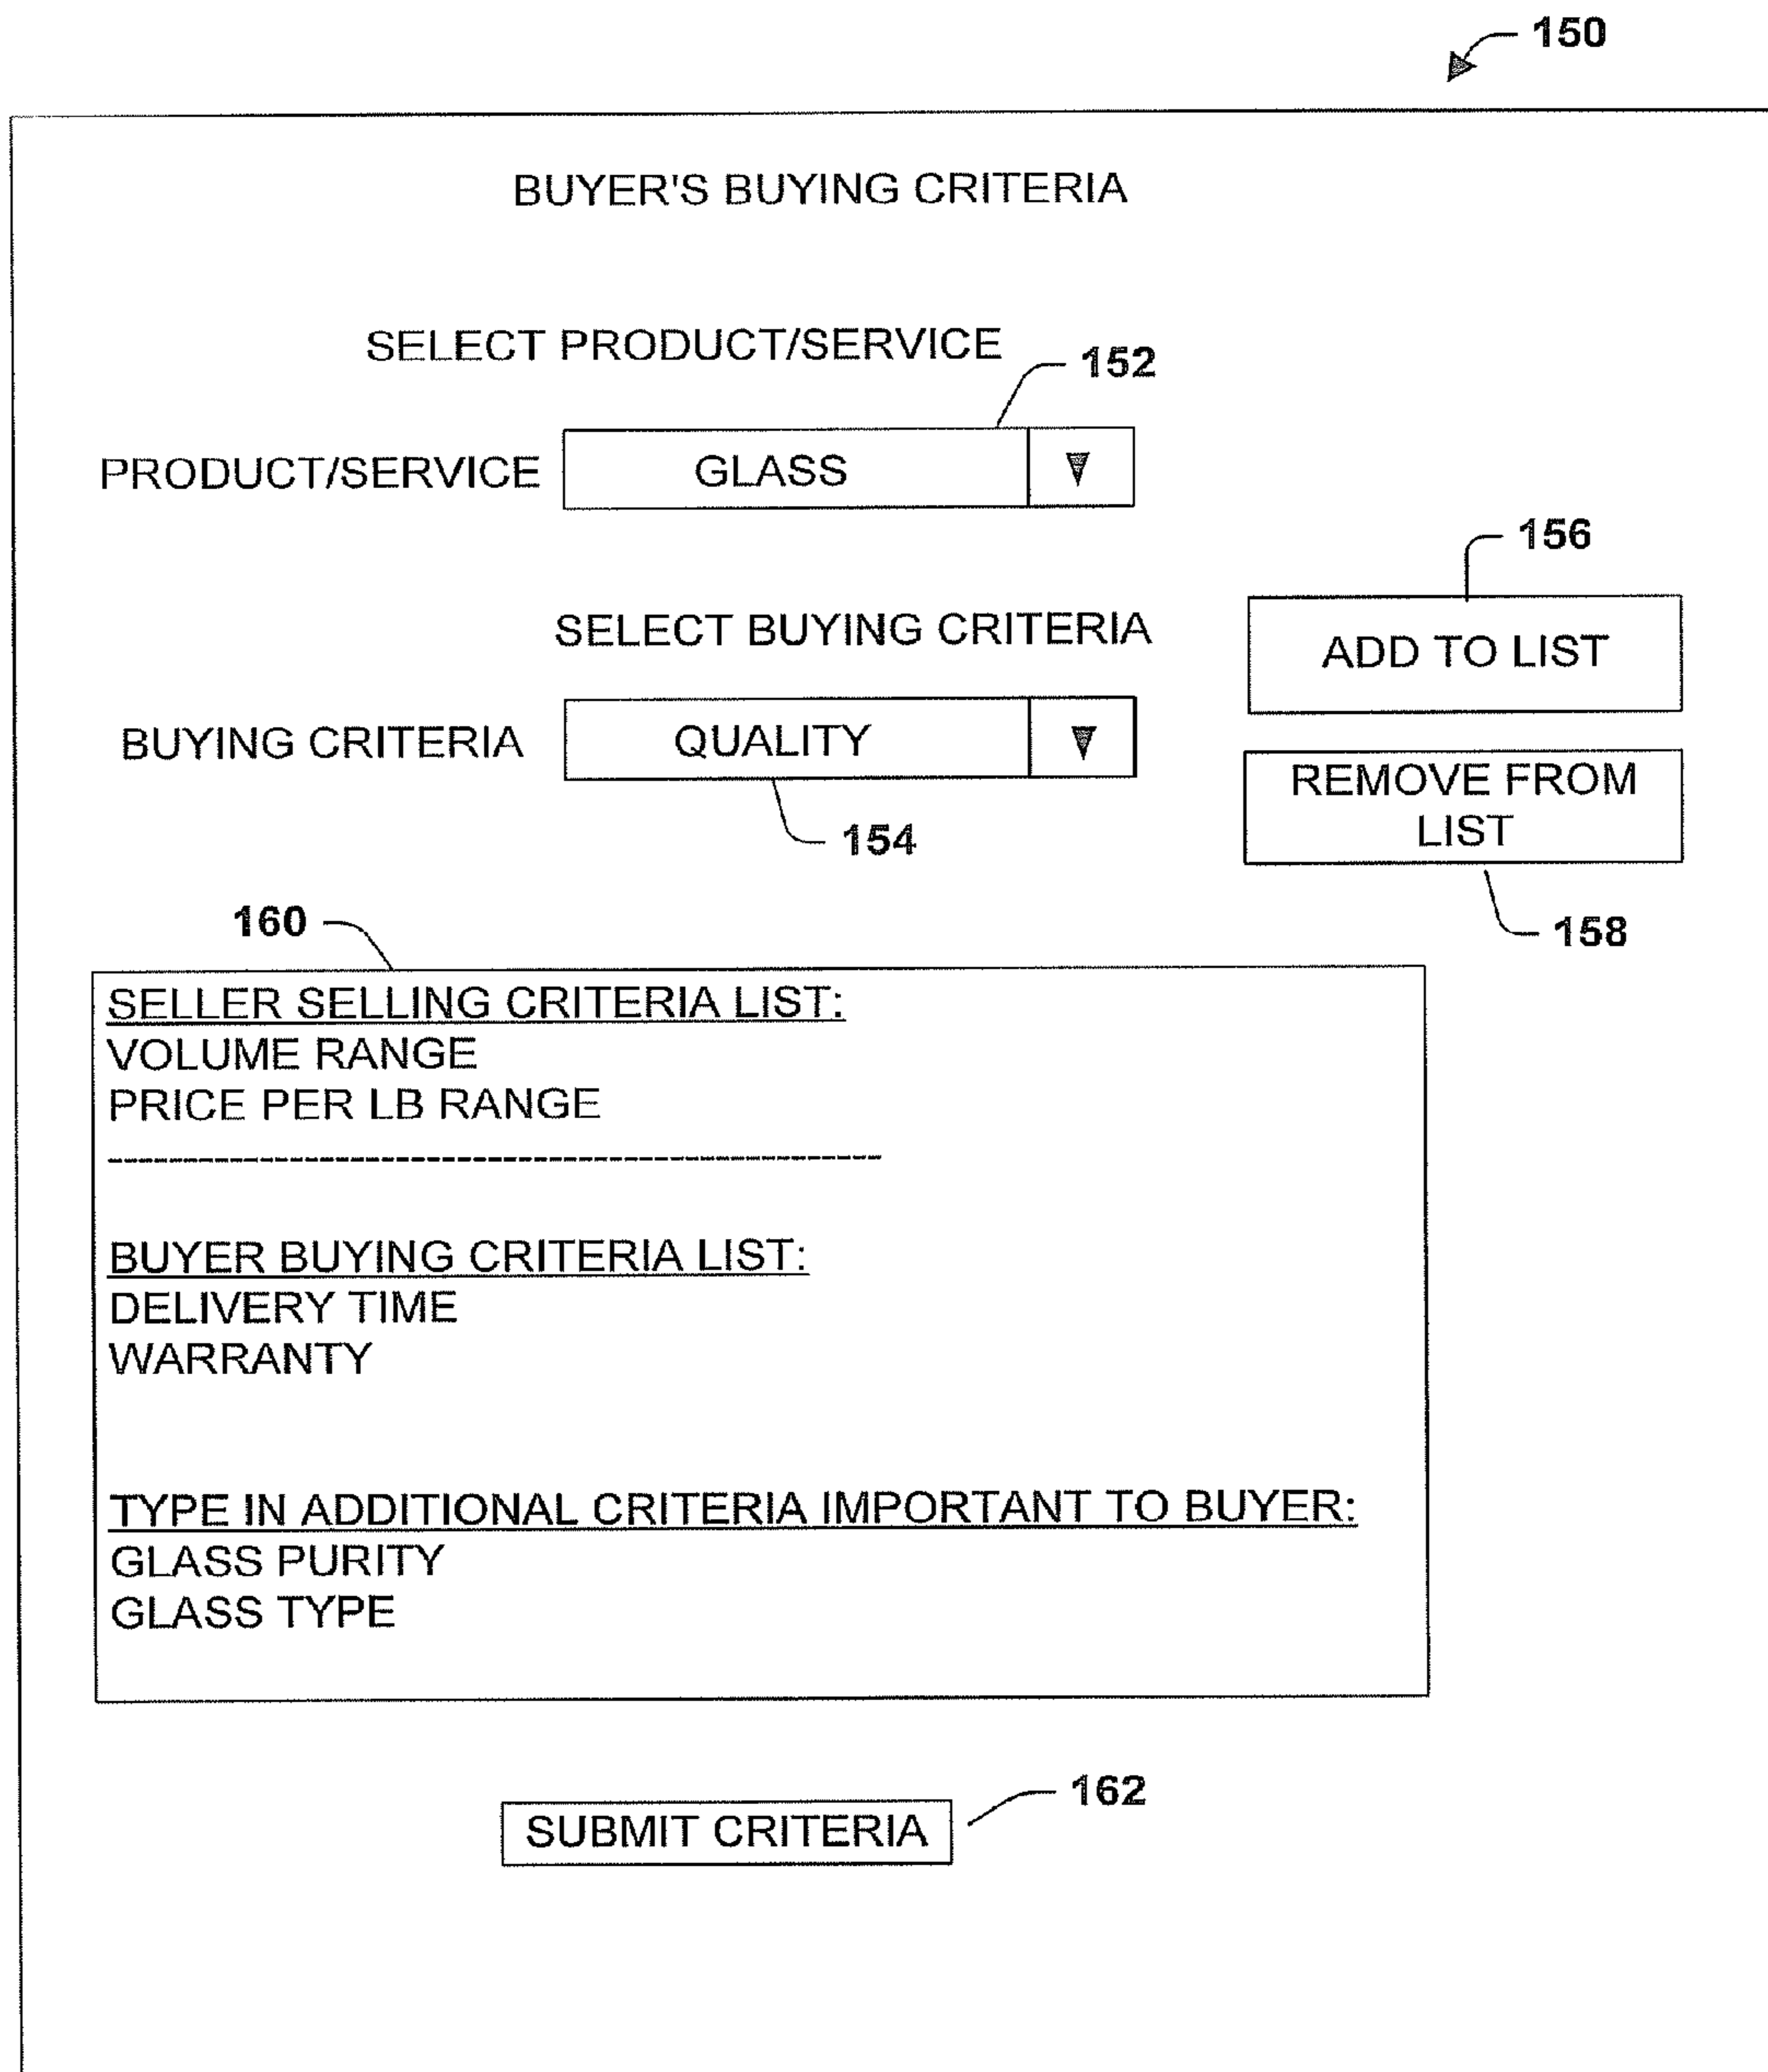 150
BUYER'S BUYING CRITERIA
SELECT PRODUCT/SERVICE
152
PRODUCT/SERVICE GLASS
156
SELECT BUYING CRITERIA
ADD TO LIST
BUYING CRITERIA QUALITY
REMOVE FROM
LIST
154
160
158
SELLER SELLING CRITERIA LIST:
VOLUME RANGE
PRICE PER LB RANGE
BUYER BUYING CRITERIA LIST:
DELIVERY TIME
WARRANTY
TYPE IN ADDITIONAL CRITERIA IMPORTANT TO BUYER:
GLASS PURITY
GLASS TYPE
162
SUBMIT CRITERIA